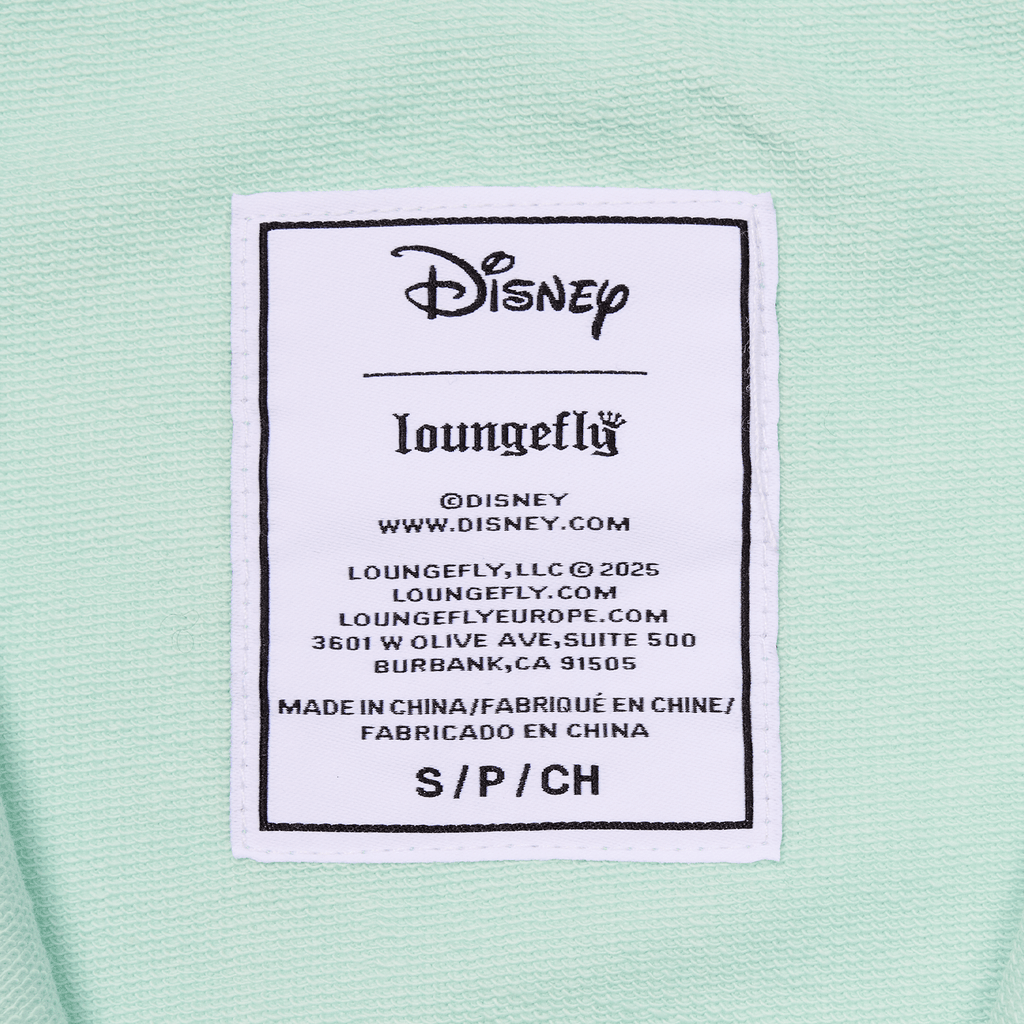 Disney
loungefly
©DISNEY
WWW.DISNEY.COM
LOUNGEFLY,LLC © 2025
LOUNGEFLY.COM
LOUNGEFLYEUROPE.COM
3601 W OLIVE AVE,SUITE 500
BURBANK,CA 91505
MADE IN CHINA/FABRIQUÉ EN CHINE/
FABRICADO EN CHINA
S / P / CH